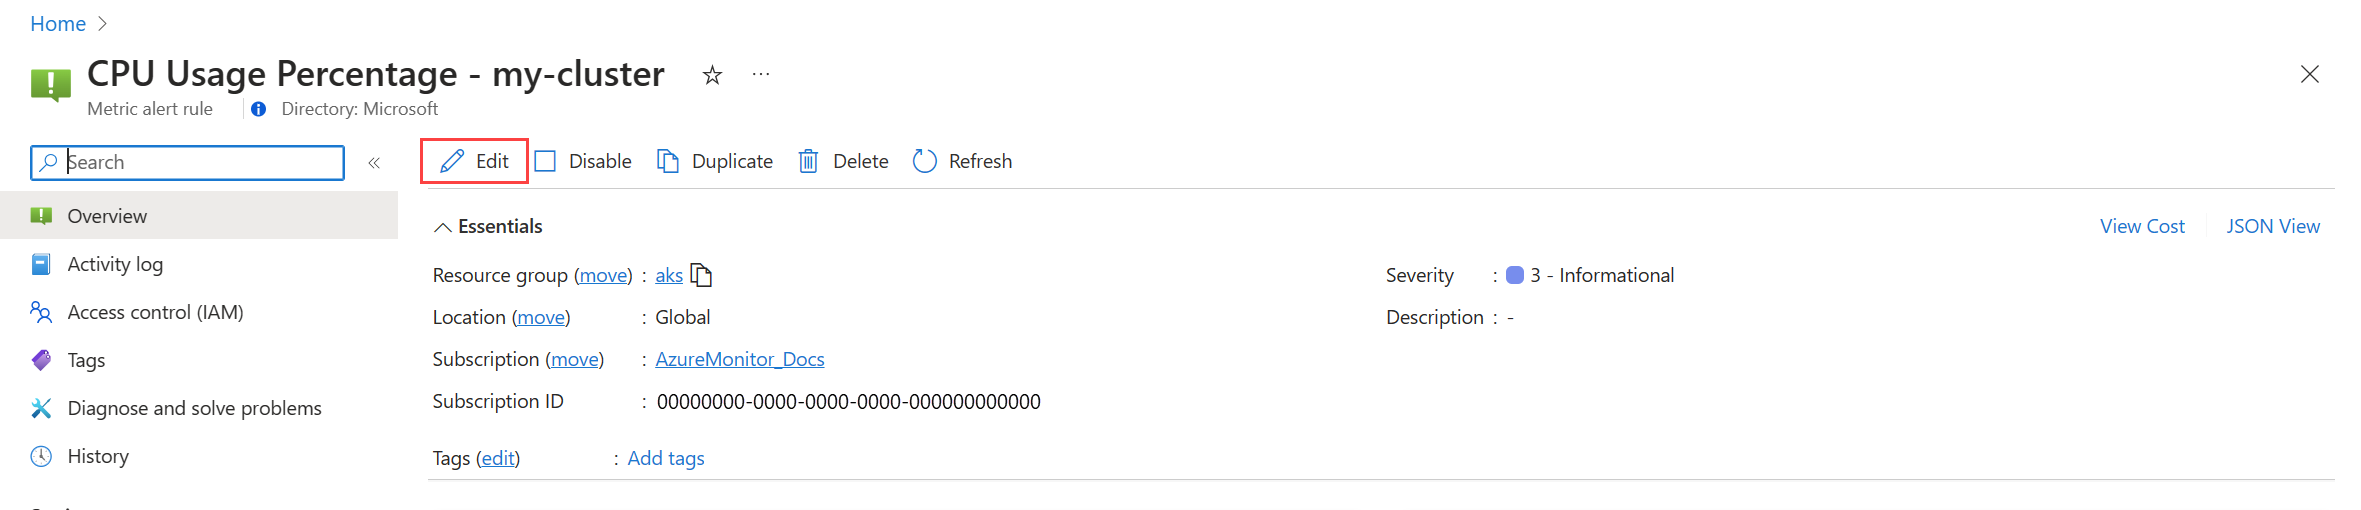 Home
CPU Usage Percentage - my-cluster
Metric alert rule
Directory: Microsoft
Search
Edit Disable Duplicate Delete Refresh
Overview
Activity log
Access control (IAM)
Tags
Diagnose and solve problems
History
Essentials
View Cost
JSON View
Resource group (move) : aks
Location (move) : Global
Subscription (move) : AzureMonitor_Docs
Subscription ID : 00000000-0000-0000-0000-000000000000
Tags (edit) : Add tags
Severity : 3 - Informational
Description : -